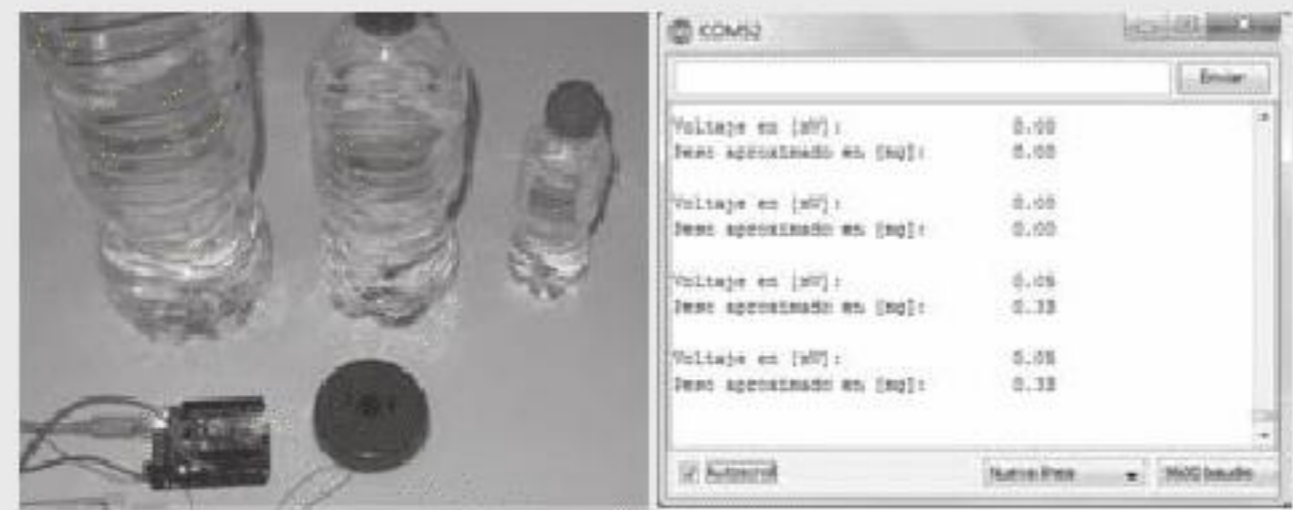 COM52
Enviar
Voltaje en [mV]: 0.00
Peso aproximado en [mg]: 0.00
Voltaje en [mV]: 0.00
Peso aproximado en [mg]: 0.00
Voltaje en [mV]: 0.05
Peso aproximado en [mg]: 0.33
Voltaje en [mV]: 0.05
Peso aproximado en [mg]: 0.33
Autoscroll
Nueva línea
9600 baudio